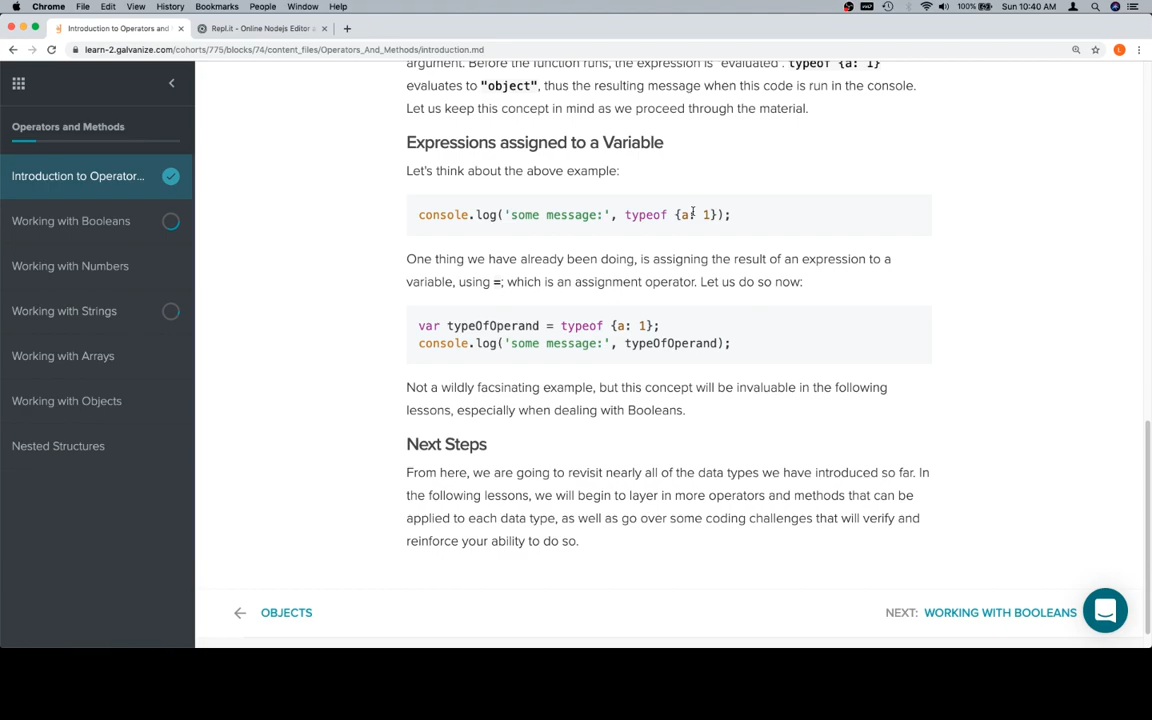 Chrome File Edit View History Bookmarks People Window Help
100% Sun 10:40 AM
Introduction to Operators and
Repl.it - Online Nodejs Editor a
learn-2.galvanize.com/cohorts/775/blocks/74/content_files/Operators_And_Methods/introduction.md
L
Operators and Methods
Introduction to Operator...
Working with Booleans
Working with Numbers
Working with Strings
Working with Arrays
Working with Objects
Nested Structures
argument. Before the function runs, the expression is "evaluated". typeof {a: 1}
evaluates to "object", thus the resulting message when this code is run in the console.
Let us keep this concept in mind as we proceed through the material.
Expressions assigned to a Variable
Let's think about the above example:
console.log('some message:', typeof {a: 1});
One thing we have already been doing, is assigning the result of an expression to a
variable, using =; which is an assignment operator. Let us do so now:
var typeOfOperand = typeof {a: 1};
console.log('some message:', typeOfOperand);
Not a wildly facsinating example, but this concept will be invaluable in the following
lessons, especially when dealing with Booleans.
Next Steps
From here, we are going to revisit nearly all of the data types we have introduced so far. In
the following lessons, we will begin to layer in more operators and methods that can be
applied to each data type, as well as go over some coding challenges that will verify and
reinforce your ability to do so.
OBJECTS
NEXT: WORKING WITH BOOLEANS